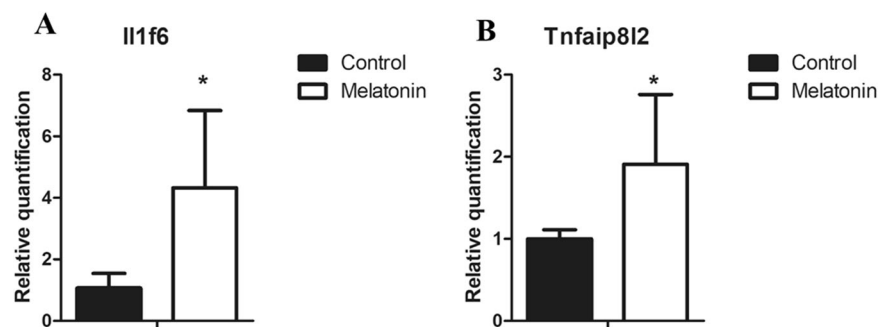 A
Il1f6
Relative quantification
8
6
4
2
0
*
Control
Melatonin
B
Tnfaip8l2
Relative quantification
3
2
1
0
*
Control
Melatonin